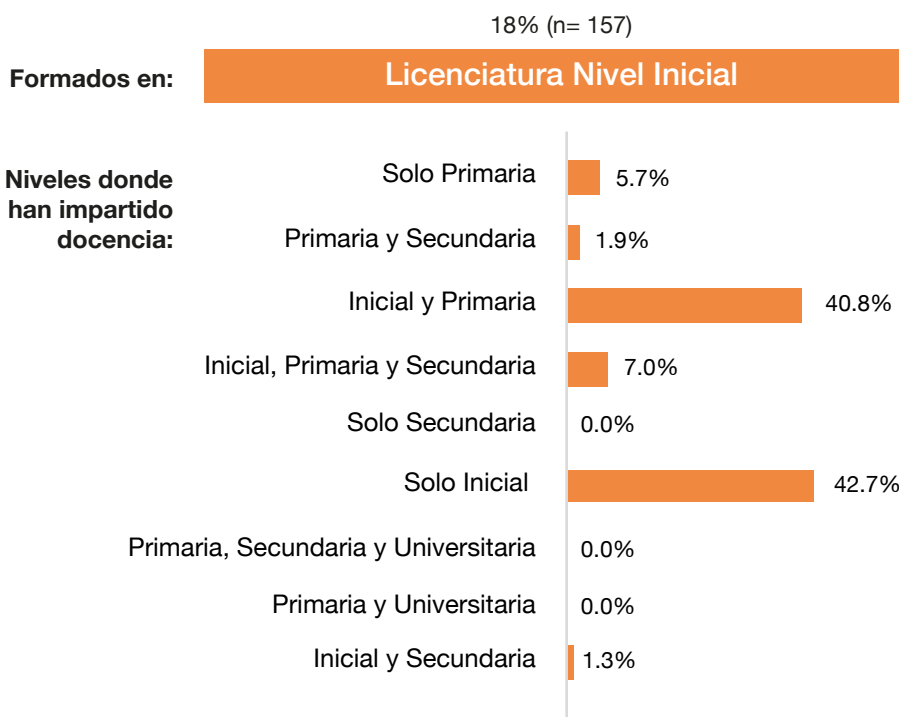 18% (n= 157)
Formados en:
Licenciatura Nivel Inicial
Niveles donde
han impartido
docencia:
Solo Primaria 5.7%
Primaria y Secundaria 1.9%
Inicial y Primaria 40.8%
Inicial, Primaria y Secundaria 7.0%
Solo Secundaria 0.0%
Solo Inicial 42.7%
Primaria, Secundaria y Universitaria 0.0%
Primaria y Universitaria 0.0%
Inicial y Secundaria 1.3%